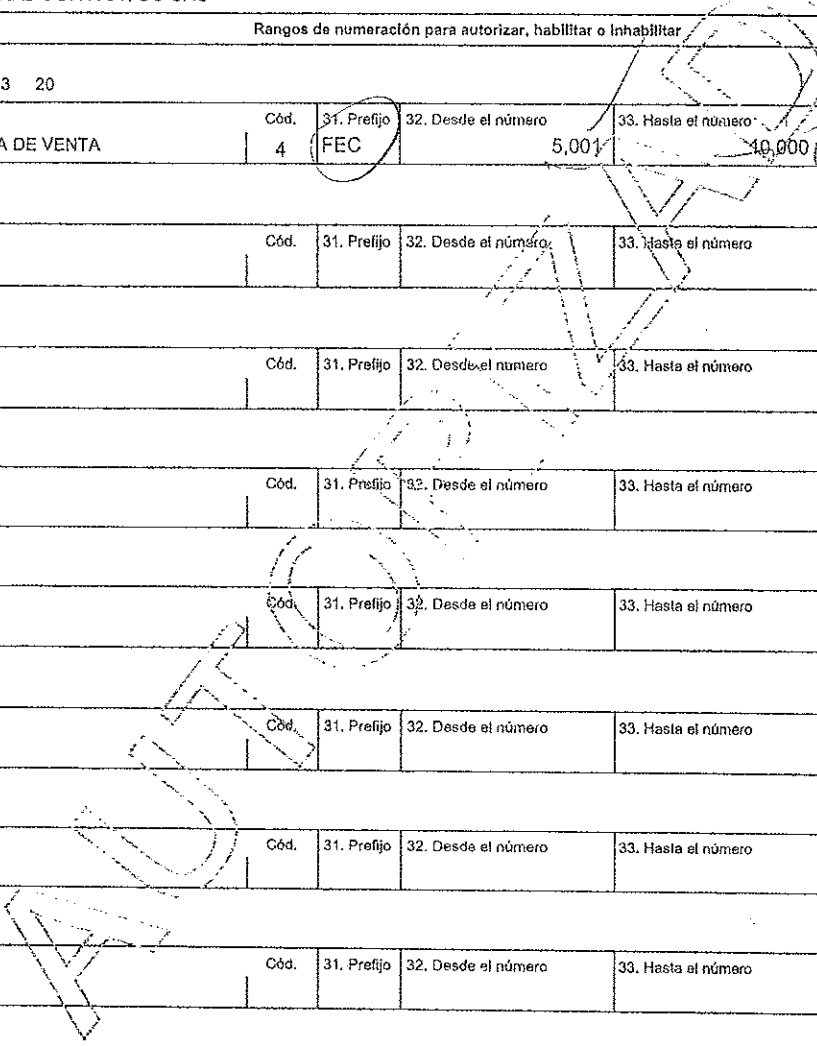 Rangos de numeración para autorizar, habilitar o inhabilitar
3 20
Cód. 31. Prefijo 32. Desde el número 33. Hasta el número
A DE VENTA 4 FEC 5,001 10,000
Cód. 31. Prefijo 32. Desde el número 33. Hasta el número
Cód. 31. Prefijo 32. Desde el número 33. Hasta el número
Cód. 31. Prefijo 32. Desde el número 33. Hasta el número
Cód. 31. Prefijo 32. Desde el número 33. Hasta el número
Cód. 31. Prefijo 32. Desde el número 33. Hasta el número
Cód. 31. Prefijo 32. Desde el número 33. Hasta el número
Cód. 31. Prefijo 32. Desde el número 33. Hasta el número